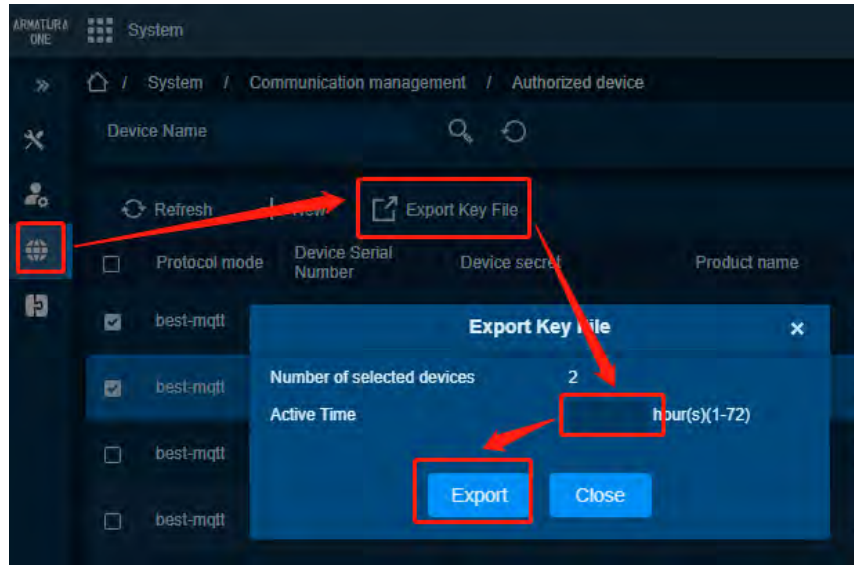 ARMATURA
ONE
System
/ System / Communication management / Authorized device
Device Name
Refresh
New
Export Key File
Protocol mode
Device Serial
Number
Device secret
Product name
best-mqtt
Export Key File
×
best-mqtt
Number of selected devices 2
Active Time hour(s)(1-72)
best-mqtt
Export
Close
best-mqtt